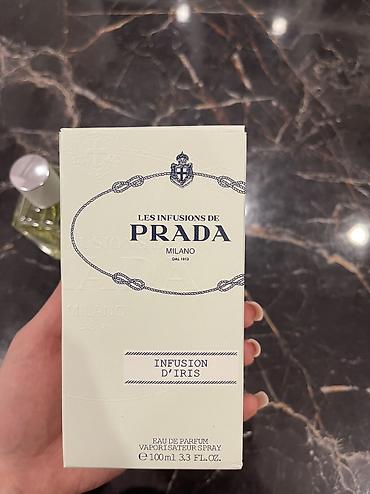 LES INFUSIONS DE
PRADA
MILANO
DAL 1913
INFUSION
D'IRIS
EAU DE PARFUM
VAPORISATEUR SPRAY
℮ 100ml 3.3 FL.OZ.